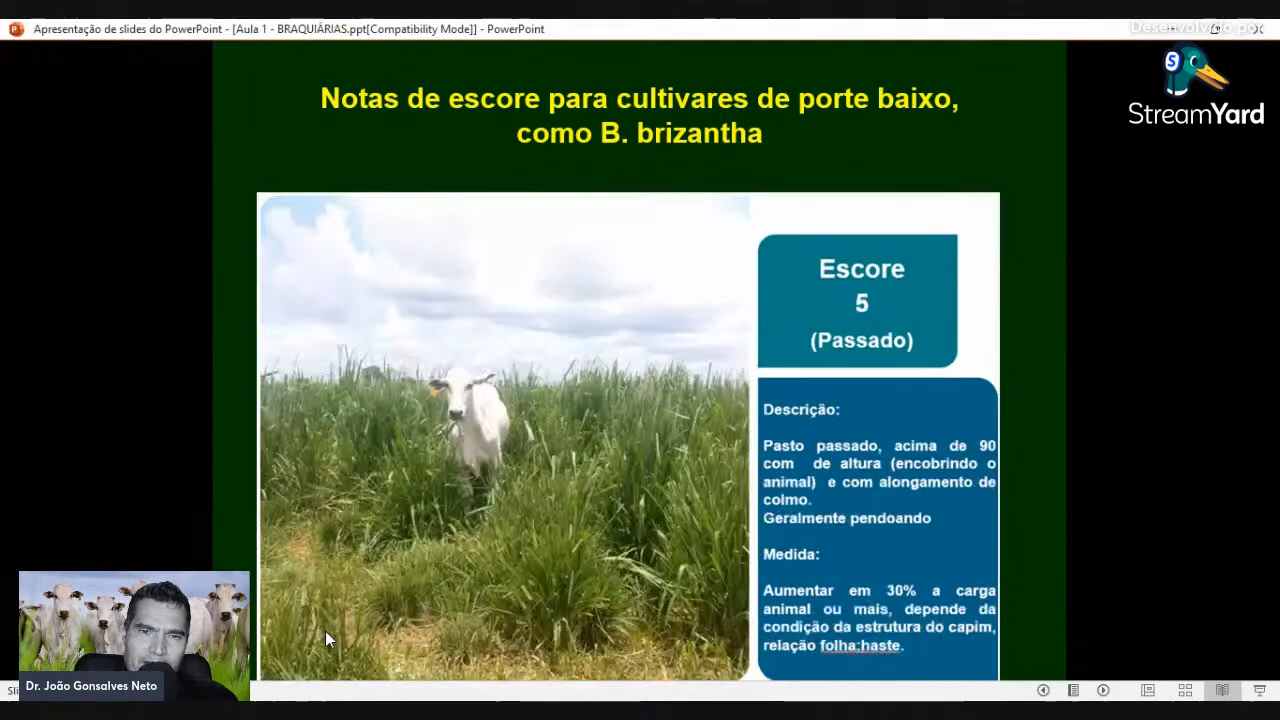 Apresentação de slides do PowerPoint - [Aula 1 - BRAQUIÁRIAS.ppt[Compatibility Mode]] - PowerPoint
Desenvolvido por
S
StreamYard
Notas de escore para cultivares de porte baixo,
como B. brizantha
Escore
5
(Passado)
Descrição:
Pasto passado, acima de 90
com de altura (encobrindo o
animal) e com alongamento de
colmo.
Geralmente pendoando
Medida:
Aumentar em 30% a carga
animal ou mais, depende da
condição da estrutura do capim,
relação folha:haste.
Dr. João Gonsalves Neto